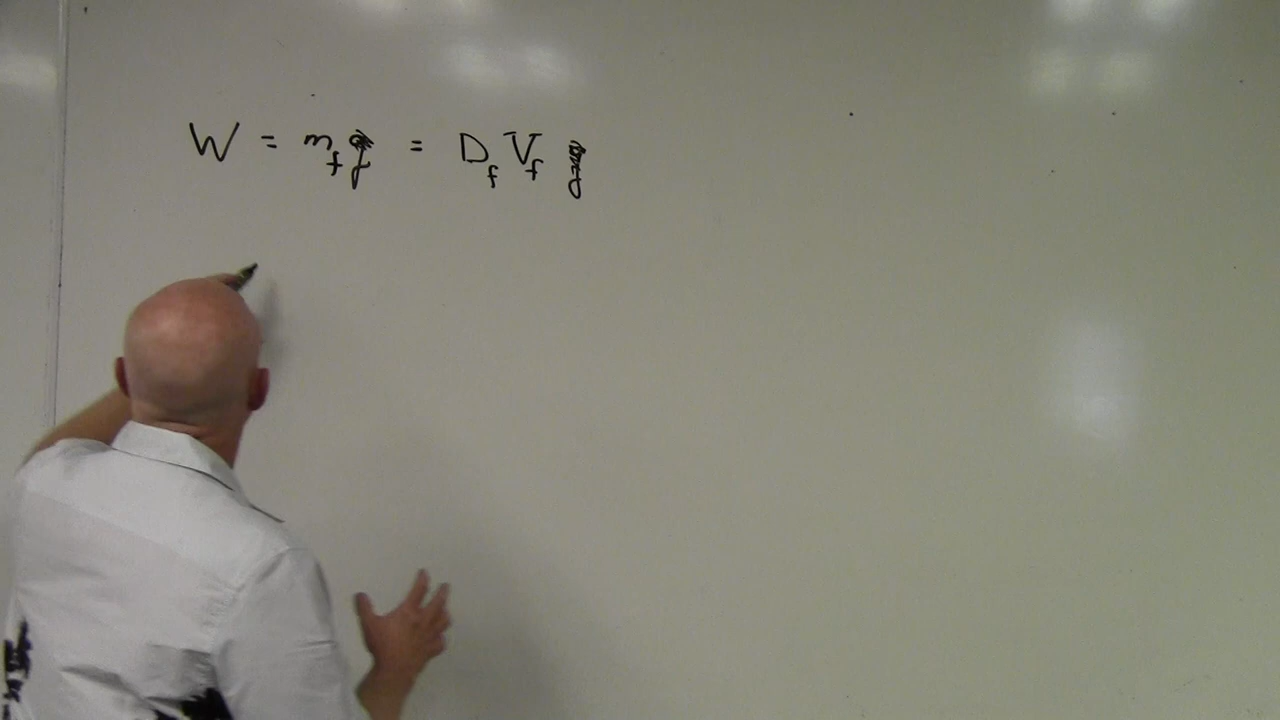 W = m_f g = D_f V_f g